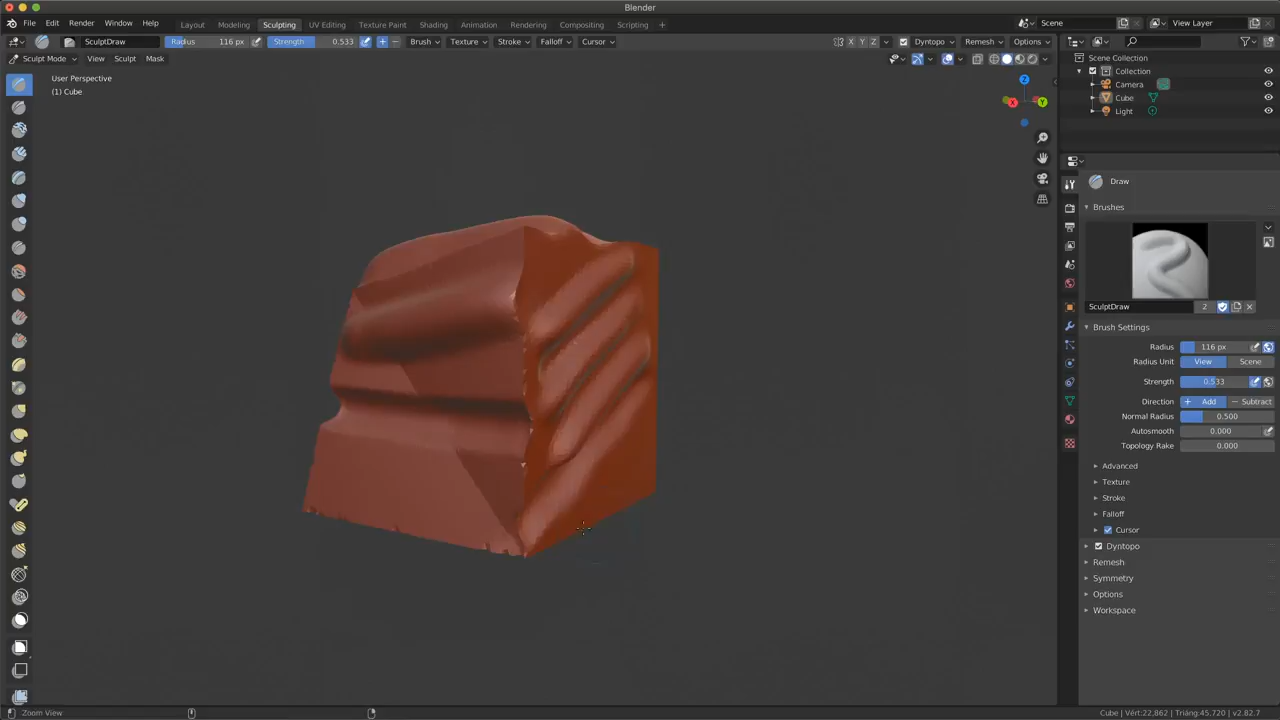 Blender
File Edit Render Window Help
Layout Modeling Sculpting UV Editing Texture Paint Shading Animation Rendering Compositing Scripting +
Scene
View Layer
SculptDraw
Radius 116 px
Strength 0.533
Brush Texture Stroke Falloff Cursor
X Y Z
Dyntopo Remesh Options
Sculpt Mode View Sculpt Mask
User Perspective
(1) Cube
Z
X
Y
Scene Collection
Collection
Camera
Cube
Light
Draw
Brushes
SculptDraw 2
Brush Settings
Radius 116 px
Radius Unit View Scene
Strength 0.533
Direction + Add − Subtract
Normal Radius 0.500
Autosmooth 0.000
Topology Rake 0.000
Advanced
Texture
Stroke
Falloff
Cursor
Dyntopo
Remesh
Symmetry
Options
Workspace
Zoom View
Cube | Vért:22,862 | Triáng:45.720 | v2.82.7